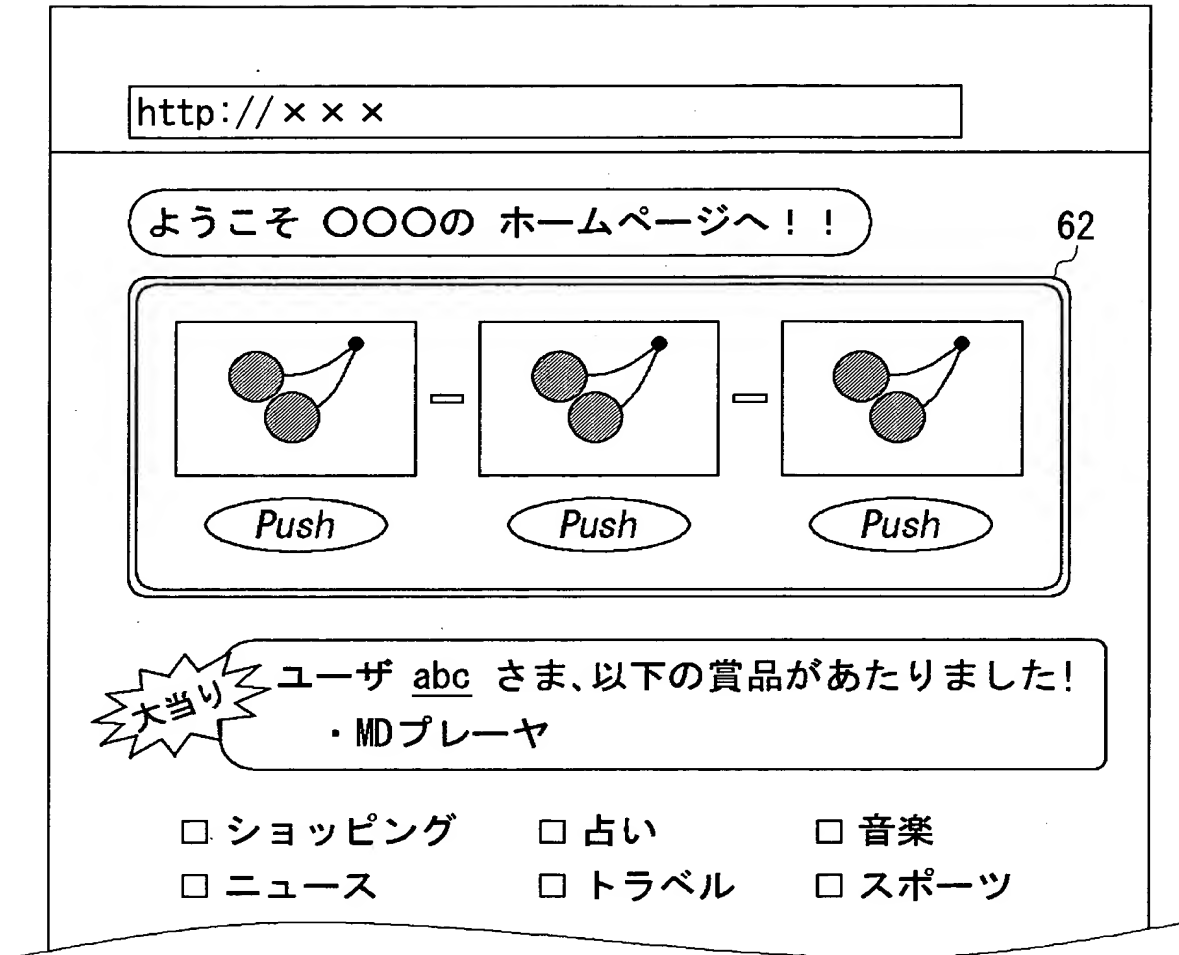 http://×××
ようこそ 〇〇〇の ホームページへ!!
62
Push Push Push
大当り
ユーザ abc さま、以下の賞品があたりました!
・MDプレーヤ
□ ショッピング □ 占い □ 音楽
□ ニュース □ トラベル □ スポーツ